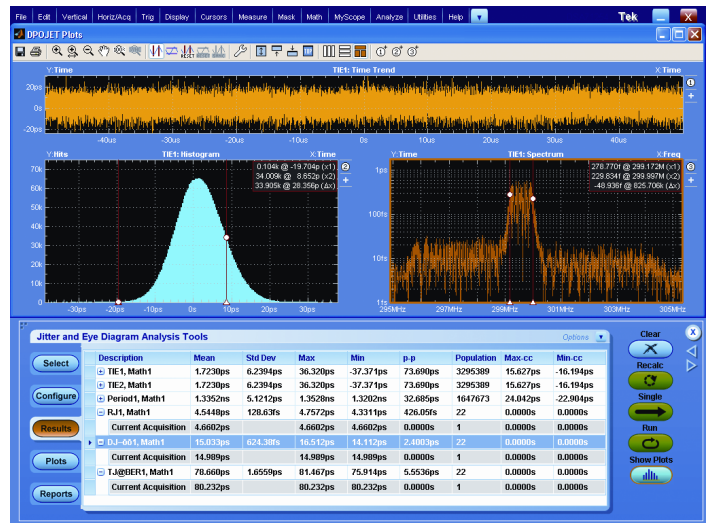 File Edit Vertical Horiz/Acq Trig Display Cursors Measure Mask Math MyScope Analyze Utilities Help Tek X
DPOJET Plots
RESET
Y:Time TIE1: Time Trend X:Time
20ps
0s
-20ps
-40us -30us -20us -10us 0s 10us 20us 30us 40us
1
Y:Hits TIE1: Histogram X:Time
0.104k @ -19.704p (x1)
34.009k @ 8.652p (x2)
33.905k @ 28.356p (Δx)
2
70k
60k
50k
40k
30k
20k
10k
0
-30ps -20ps -10ps 0s 10ps 20ps 30ps
Y:Time TIE1: Spectrum X:Freq
278.770f @ 299.172M (x1)
229.834f @ 299.997M (x2)
-48.936f @ 825.706k (Δx)
3
1ps
100fs
10fs
1fs
295MHz 297MHz 299MHz 301MHz 303MHz 305MHz
Jitter and Eye Diagram Analysis Tools
Options
Select
Configure
Results
Plots
Reports
Description Mean Std Dev Max Min p-p Population Max-cc Min-cc
TIE1, Math1 1.7230ps 6.2394ps 36.320ps -37.371ps 73.690ps 3295389 15.627ps -16.194ps
TIE2, Math1 1.7230ps 6.2394ps 36.320ps -37.371ps 73.690ps 3295389 15.627ps -16.194ps
Period1, Math1 1.3352ns 5.1212ps 1.3528ns 1.3202ns 32.685ps 1647673 24.042ps -22.904ps
RJ1, Math1 4.5448ps 128.63fs 4.7572ps 4.3311ps 426.05fs 22 0.0000s 0.0000s
Current Acquisition 4.6602ps 4.6602ps 4.6602ps 0.0000s 1 0.0000s 0.0000s
DJ–δδ1, Math1 15.033ps 624.38fs 16.512ps 14.112ps 2.4003ps 22 0.0000s 0.0000s
Current Acquisition 14.989ps 14.989ps 14.989ps 0.0000s 1 0.0000s 0.0000s
TJ@BER1, Math1 78.660ps 1.6559ps 81.467ps 75.914ps 5.5536ps 22 0.0000s 0.0000s
Current Acquisition 80.232ps 80.232ps 80.232ps 0.0000s 1 0.0000s 0.0000s
Clear
Recalc
Single
Run
Show Plots
X